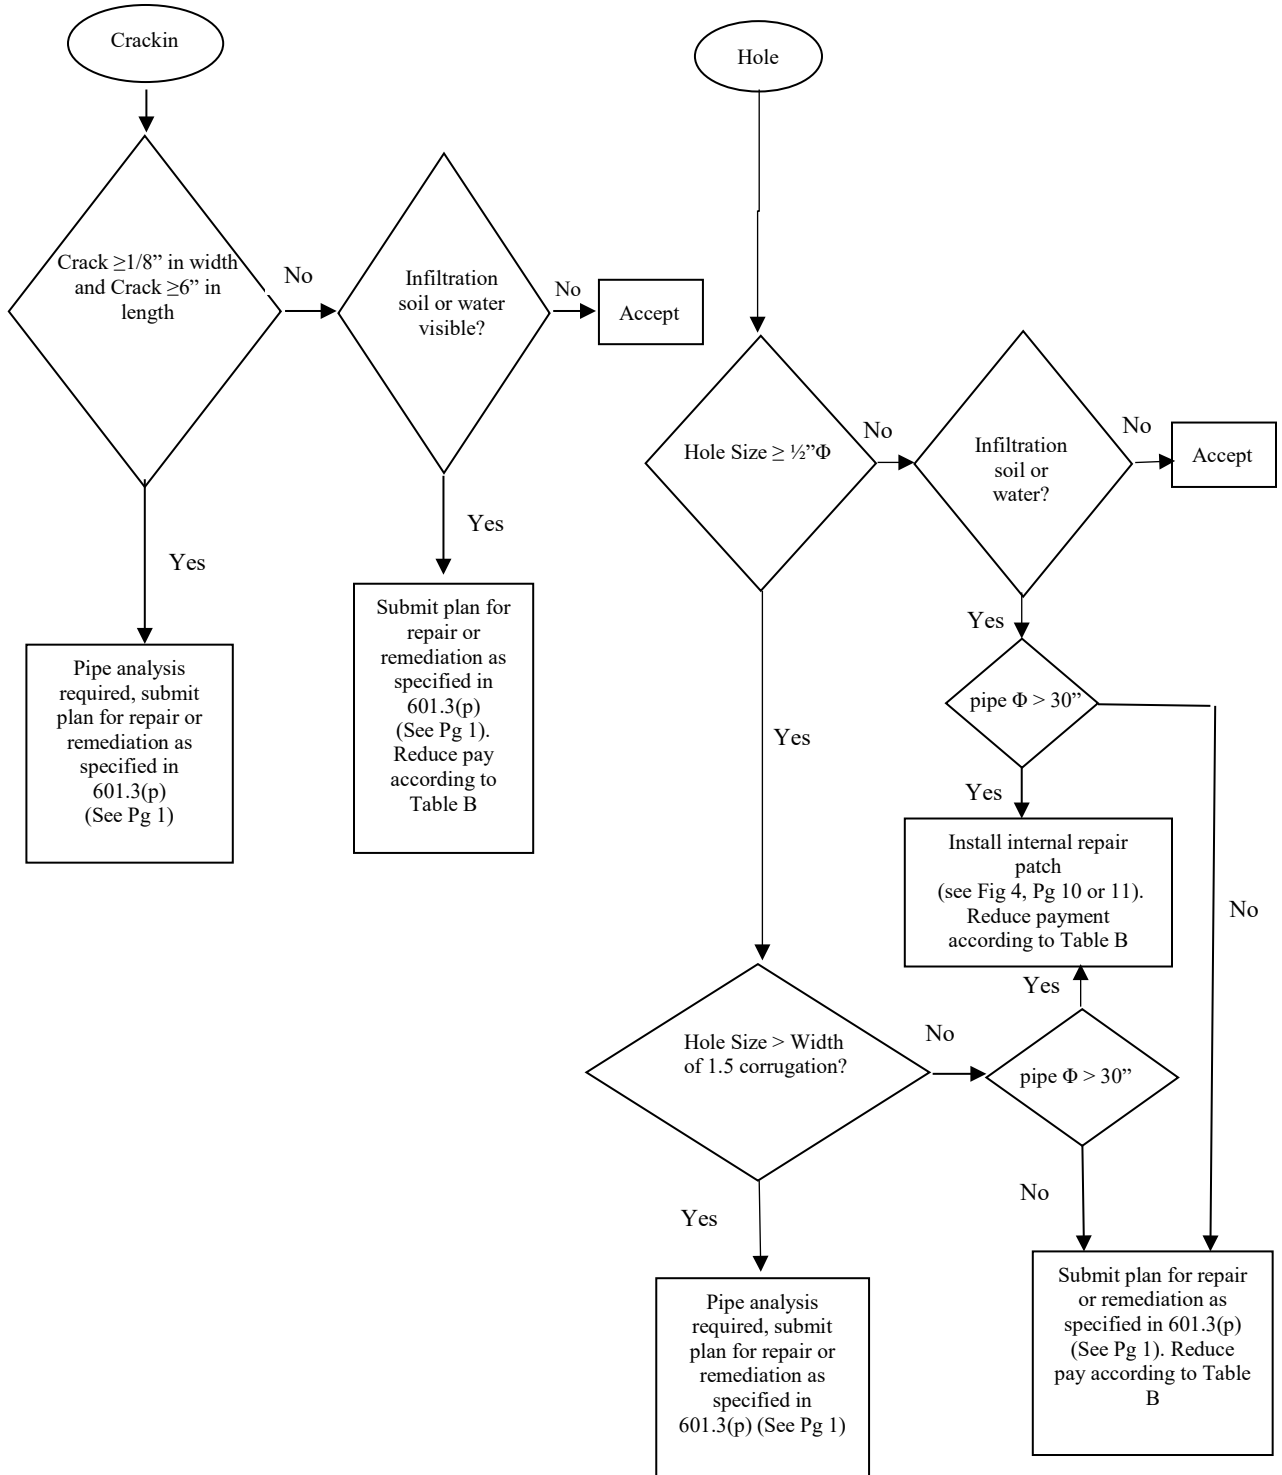 Crackin
Crack ≥1/8” in width
and Crack ≥6” in
length
No
Infiltration
soil or water
visible?
No
Accept
Yes
Pipe analysis
required, submit
plan for repair or
remediation as
specified in
601.3(p)
(See Pg 1)
Yes
Submit plan for
repair or
remediation as
specified in
601.3(p)
(See Pg 1).
Reduce pay
according to
Table B
Hole
Hole Size ≥ ½”Φ
No
Infiltration
soil or
water?
No
Accept
Yes
pipe Φ > 30”
Yes
Install internal repair
patch
(see Fig 4, Pg 10 or 11).
Reduce payment
according to Table B
No
Yes
Hole Size > Width
of 1.5 corrugation?
No
pipe Φ > 30”
Yes
No
Submit plan for repair
or remediation as
specified in 601.3(p)
(See Pg 1). Reduce
pay according to Table
B
Yes
Pipe analysis
required, submit
plan for repair or
remediation as
specified in
601.3(p) (See Pg 1)